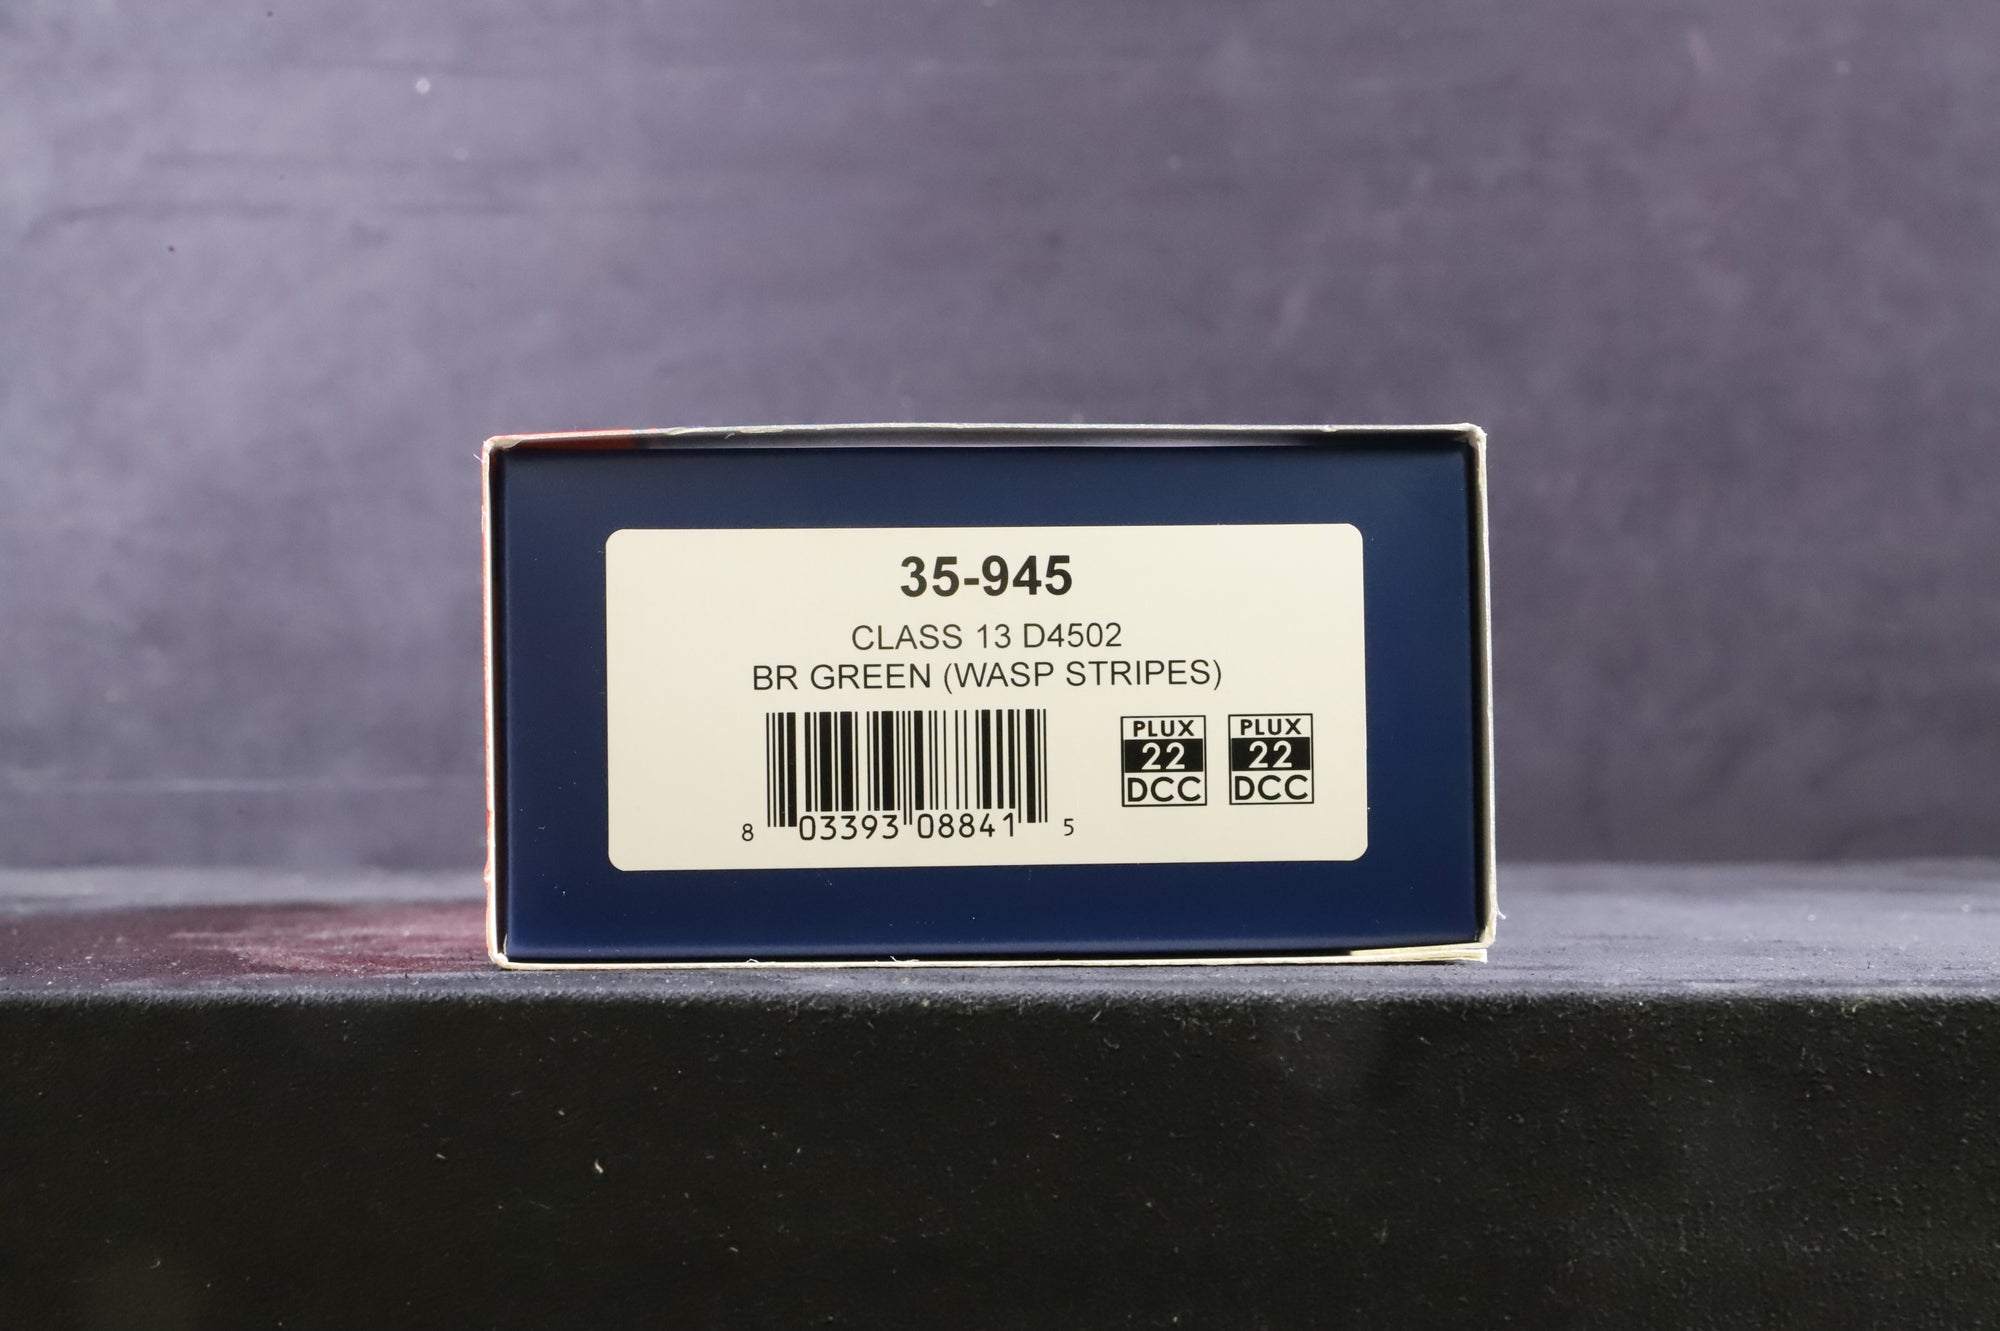 35-945
CLASS 13 D4502
BR GREEN (WASP STRIPES)
PLUX
22
DCC
PLUX
22
DCC
8 03393 08841 5